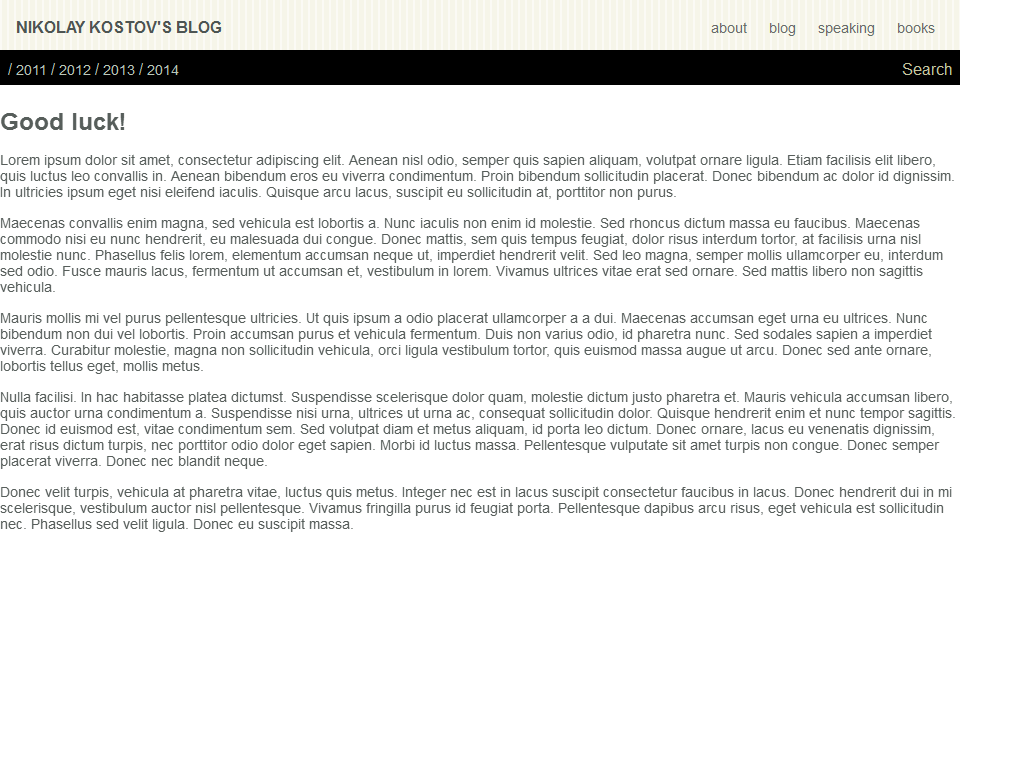 NIKOLAY KOSTOV'S BLOG about blog speaking books
/ 2011 / 2012 / 2013 / 2014 Search
Good luck!
Lorem ipsum dolor sit amet, consectetur adipiscing elit. Aenean nisl odio, semper quis sapien aliquam, volutpat ornare ligula. Etiam facilisis elit libero,
quis luctus leo convallis in. Aenean bibendum eros eu viverra condimentum. Proin bibendum sollicitudin placerat. Donec bibendum ac dolor id dignissim.
In ultricies ipsum eget nisi eleifend iaculis. Quisque arcu lacus, suscipit eu sollicitudin at, porttitor non purus.
Maecenas convallis enim magna, sed vehicula est lobortis a. Nunc iaculis non enim id molestie. Sed rhoncus dictum massa eu faucibus. Maecenas
commodo nisi eu nunc hendrerit, eu malesuada dui congue. Donec mattis, sem quis tempus feugiat, dolor risus interdum tortor, at facilisis urna nisl
molestie nunc. Phasellus felis lorem, elementum accumsan neque ut, imperdiet hendrerit velit. Sed leo magna, semper mollis ullamcorper eu, interdum
sed odio. Fusce mauris lacus, fermentum ut accumsan et, vestibulum in lorem. Vivamus ultrices vitae erat sed ornare. Sed mattis libero non sagittis
vehicula.
Mauris mollis mi vel purus pellentesque ultricies. Ut quis ipsum a odio placerat ullamcorper a a dui. Maecenas accumsan eget urna eu ultrices. Nunc
bibendum non dui vel lobortis. Proin accumsan purus et vehicula fermentum. Duis non varius odio, id pharetra nunc. Sed sodales sapien a imperdiet
viverra. Curabitur molestie, magna non sollicitudin vehicula, orci ligula vestibulum tortor, quis euismod massa augue ut arcu. Donec sed ante ornare,
lobortis tellus eget, mollis metus.
Nulla facilisi. In hac habitasse platea dictumst. Suspendisse scelerisque dolor quam, molestie dictum justo pharetra et. Mauris vehicula accumsan libero,
quis auctor urna condimentum a. Suspendisse nisi urna, ultrices ut urna ac, consequat sollicitudin dolor. Quisque hendrerit enim et nunc tempor sagittis.
Donec id euismod est, vitae condimentum sem. Sed volutpat diam et metus aliquam, id porta leo dictum. Donec ornare, lacus eu venenatis dignissim,
erat risus dictum turpis, nec porttitor odio dolor eget sapien. Morbi id luctus massa. Pellentesque vulputate sit amet turpis non congue. Donec semper
placerat viverra. Donec nec blandit neque.
Donec velit turpis, vehicula at pharetra vitae, luctus quis metus. Integer nec est in lacus suscipit consectetur faucibus in lacus. Donec hendrerit dui in mi
scelerisque, vestibulum auctor nisl pellentesque. Vivamus fringilla purus id feugiat porta. Pellentesque dapibus arcu risus, eget vehicula est sollicitudin
nec. Phasellus sed velit ligula. Donec eu suscipit massa.